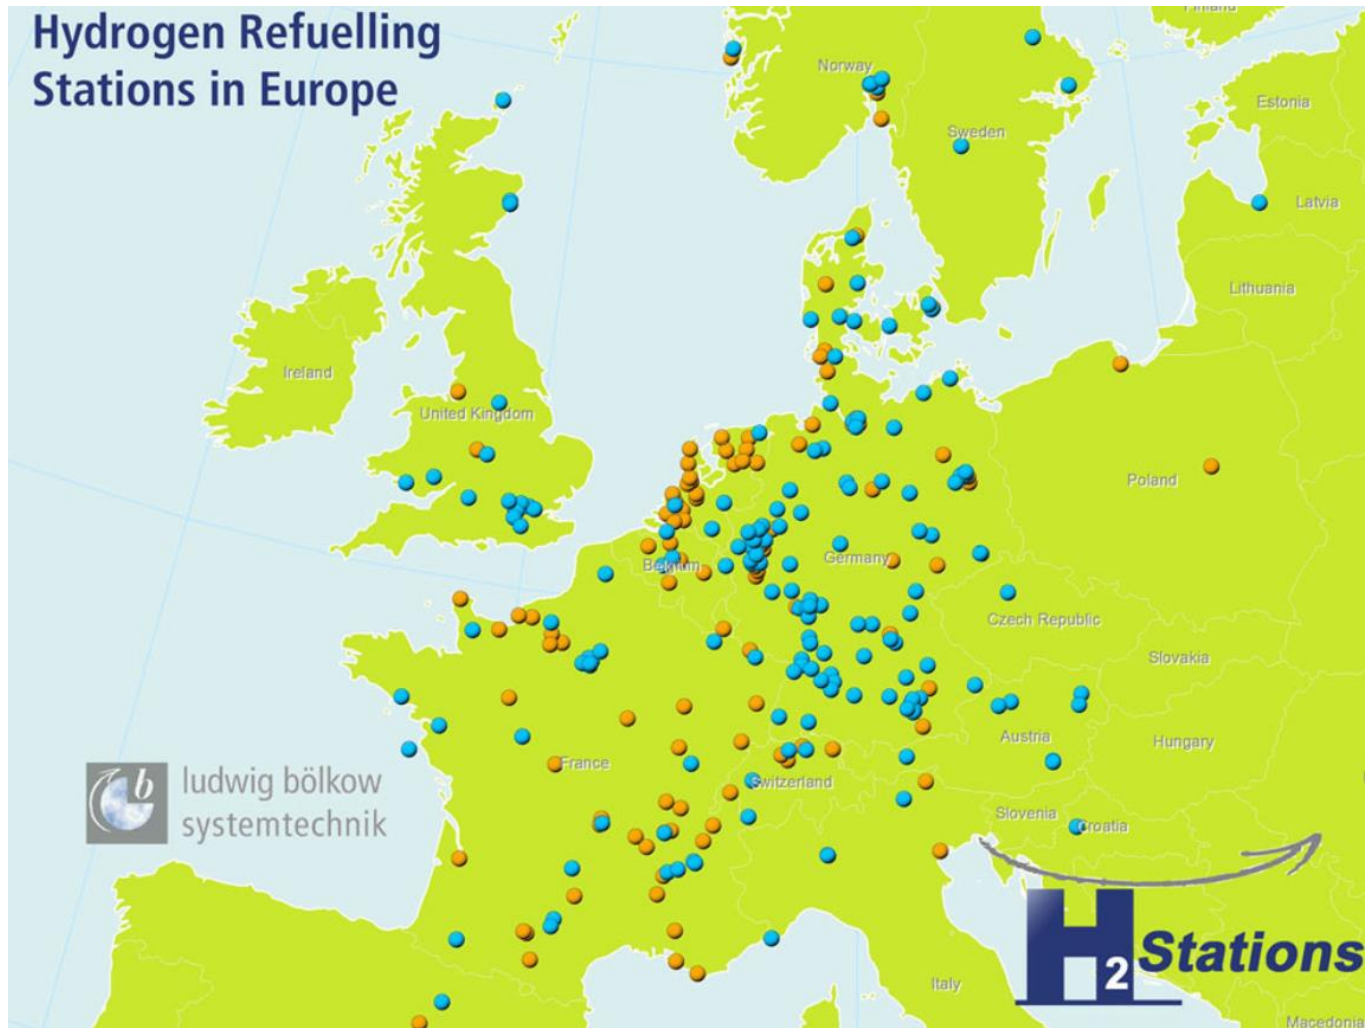 Hydrogen Refuelling
Stations in Europe
Finland
Norway
Estonia
Sweden
Latvia
Lithuania
Ireland
United Kingdom
Poland
Belgium
Germany
Czech Republic
Slovakia
Austria
Hungary
France
Switzerland
Slovenia
Croatia
b
ludwig bölkow
systemtechnik
H2 Stations
Italy
Macedonia